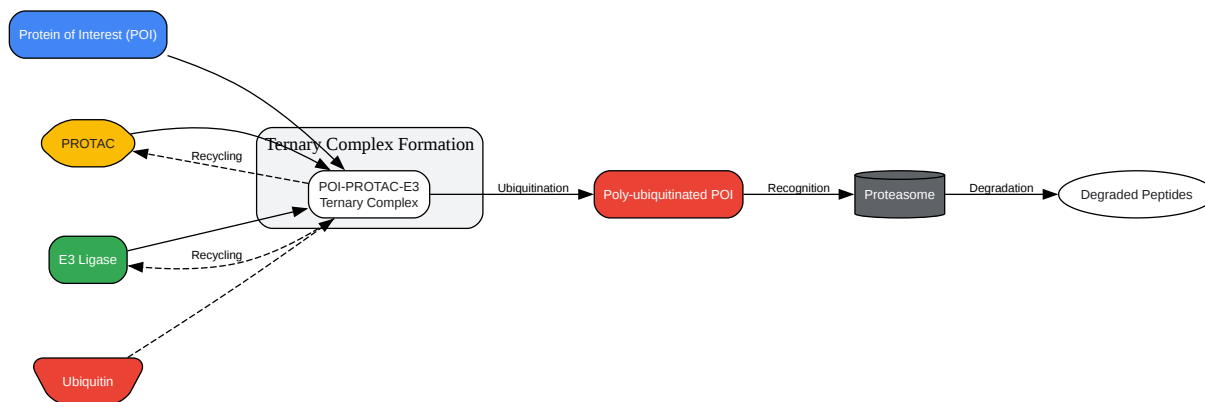 Protein of Interest (POI)
PROTAC
Recycling
Ternary Complex Formation
POI-PROTAC-E3
Ternary Complex
Ubiquitination
Poly-ubiquitinated POI
Recognition
Proteasome
Degradation
Degraded Peptides
E3 Ligase
Recycling
Ubiquitin